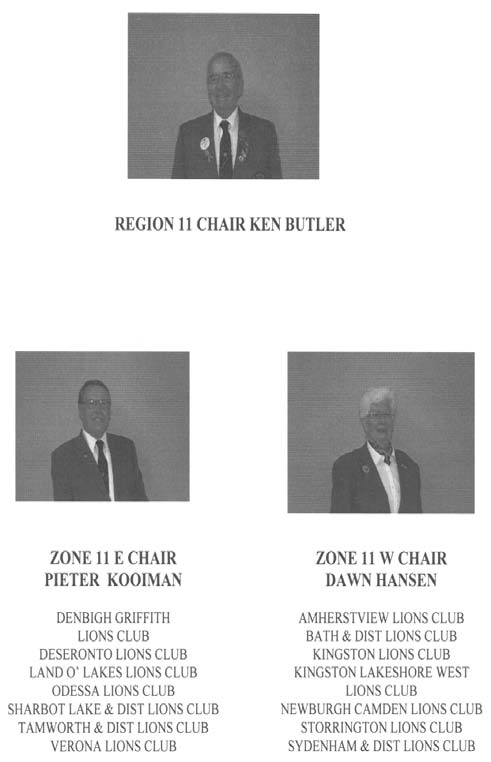 REGION 11 CHAIR KEN BUTLER
ZONE 11 E CHAIR
PIETER KOOIMAN
DENBIGH GRIFFITH
LIONS CLUB
DESERONTO LIONS CLUB
LAND O' LAKES LIONS CLUB
ODESSA LIONS CLUB
SHARBOT LAKE & DIST LIONS CLUB
TAMWORTH & DIST LIONS CLUB
VERONA LIONS CLUB
ZONE 11 W CHAIR
DAWN HANSEN
AMHERSTVIEW LIONS CLUB
BATH & DIST LIONS CLUB
KINGSTON LIONS CLUB
KINGSTON LAKESHORE WEST
LIONS CLUB
NEWBURGH CAMDEN LIONS CLUB
STORRINGTON LIONS CLUB
SYDENHAM & DIST LIONS CLUB